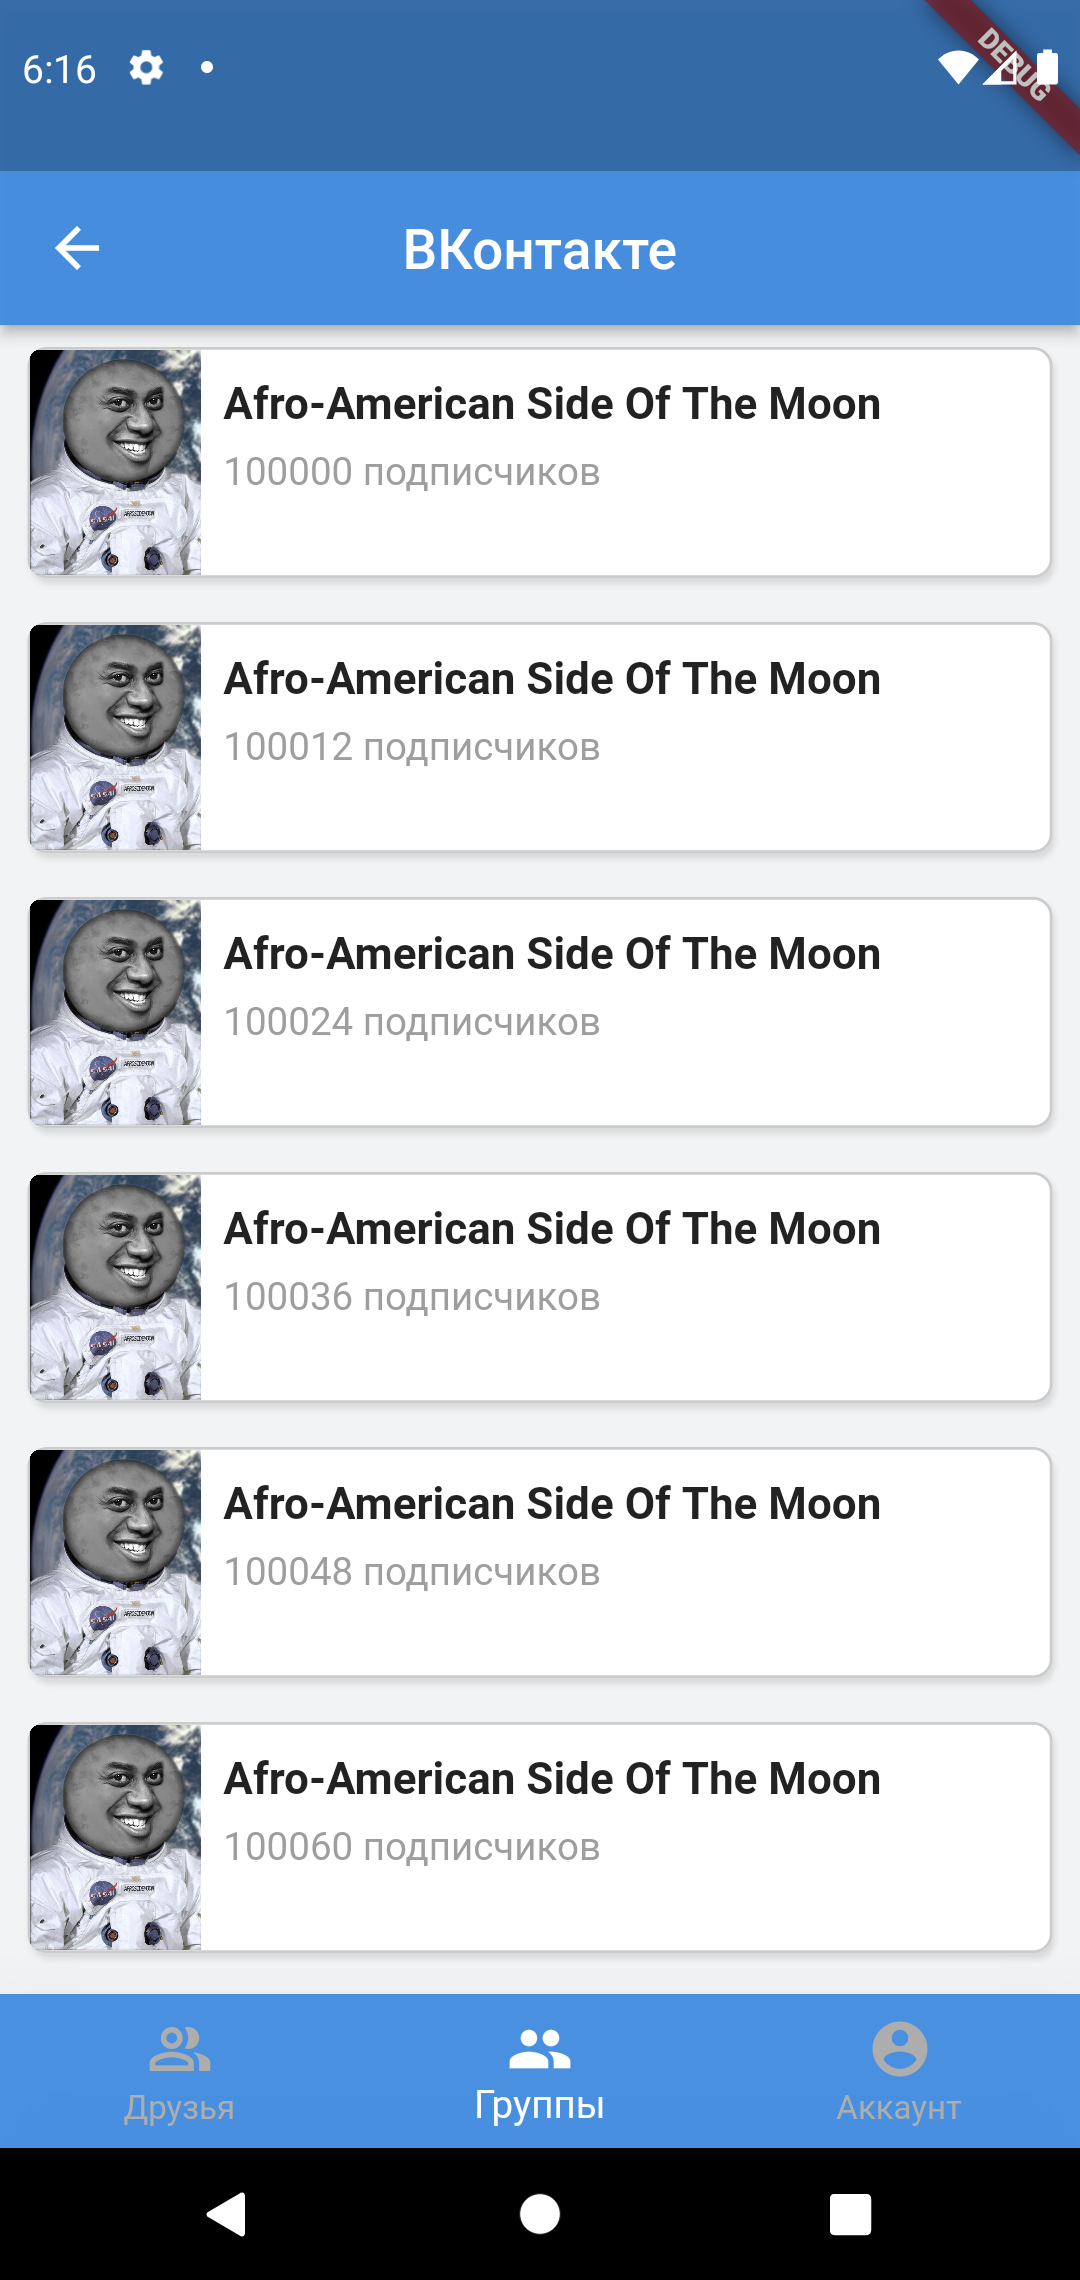 6:16
DEBUG
ВКонтакте
Afro-American Side Of The Moon
100000 подписчиков
Afro-American Side Of The Moon
100012 подписчиков
Afro-American Side Of The Moon
100024 подписчиков
Afro-American Side Of The Moon
100036 подписчиков
Afro-American Side Of The Moon
100048 подписчиков
Afro-American Side Of The Moon
100060 подписчиков
Друзья
Группы
Аккаунт